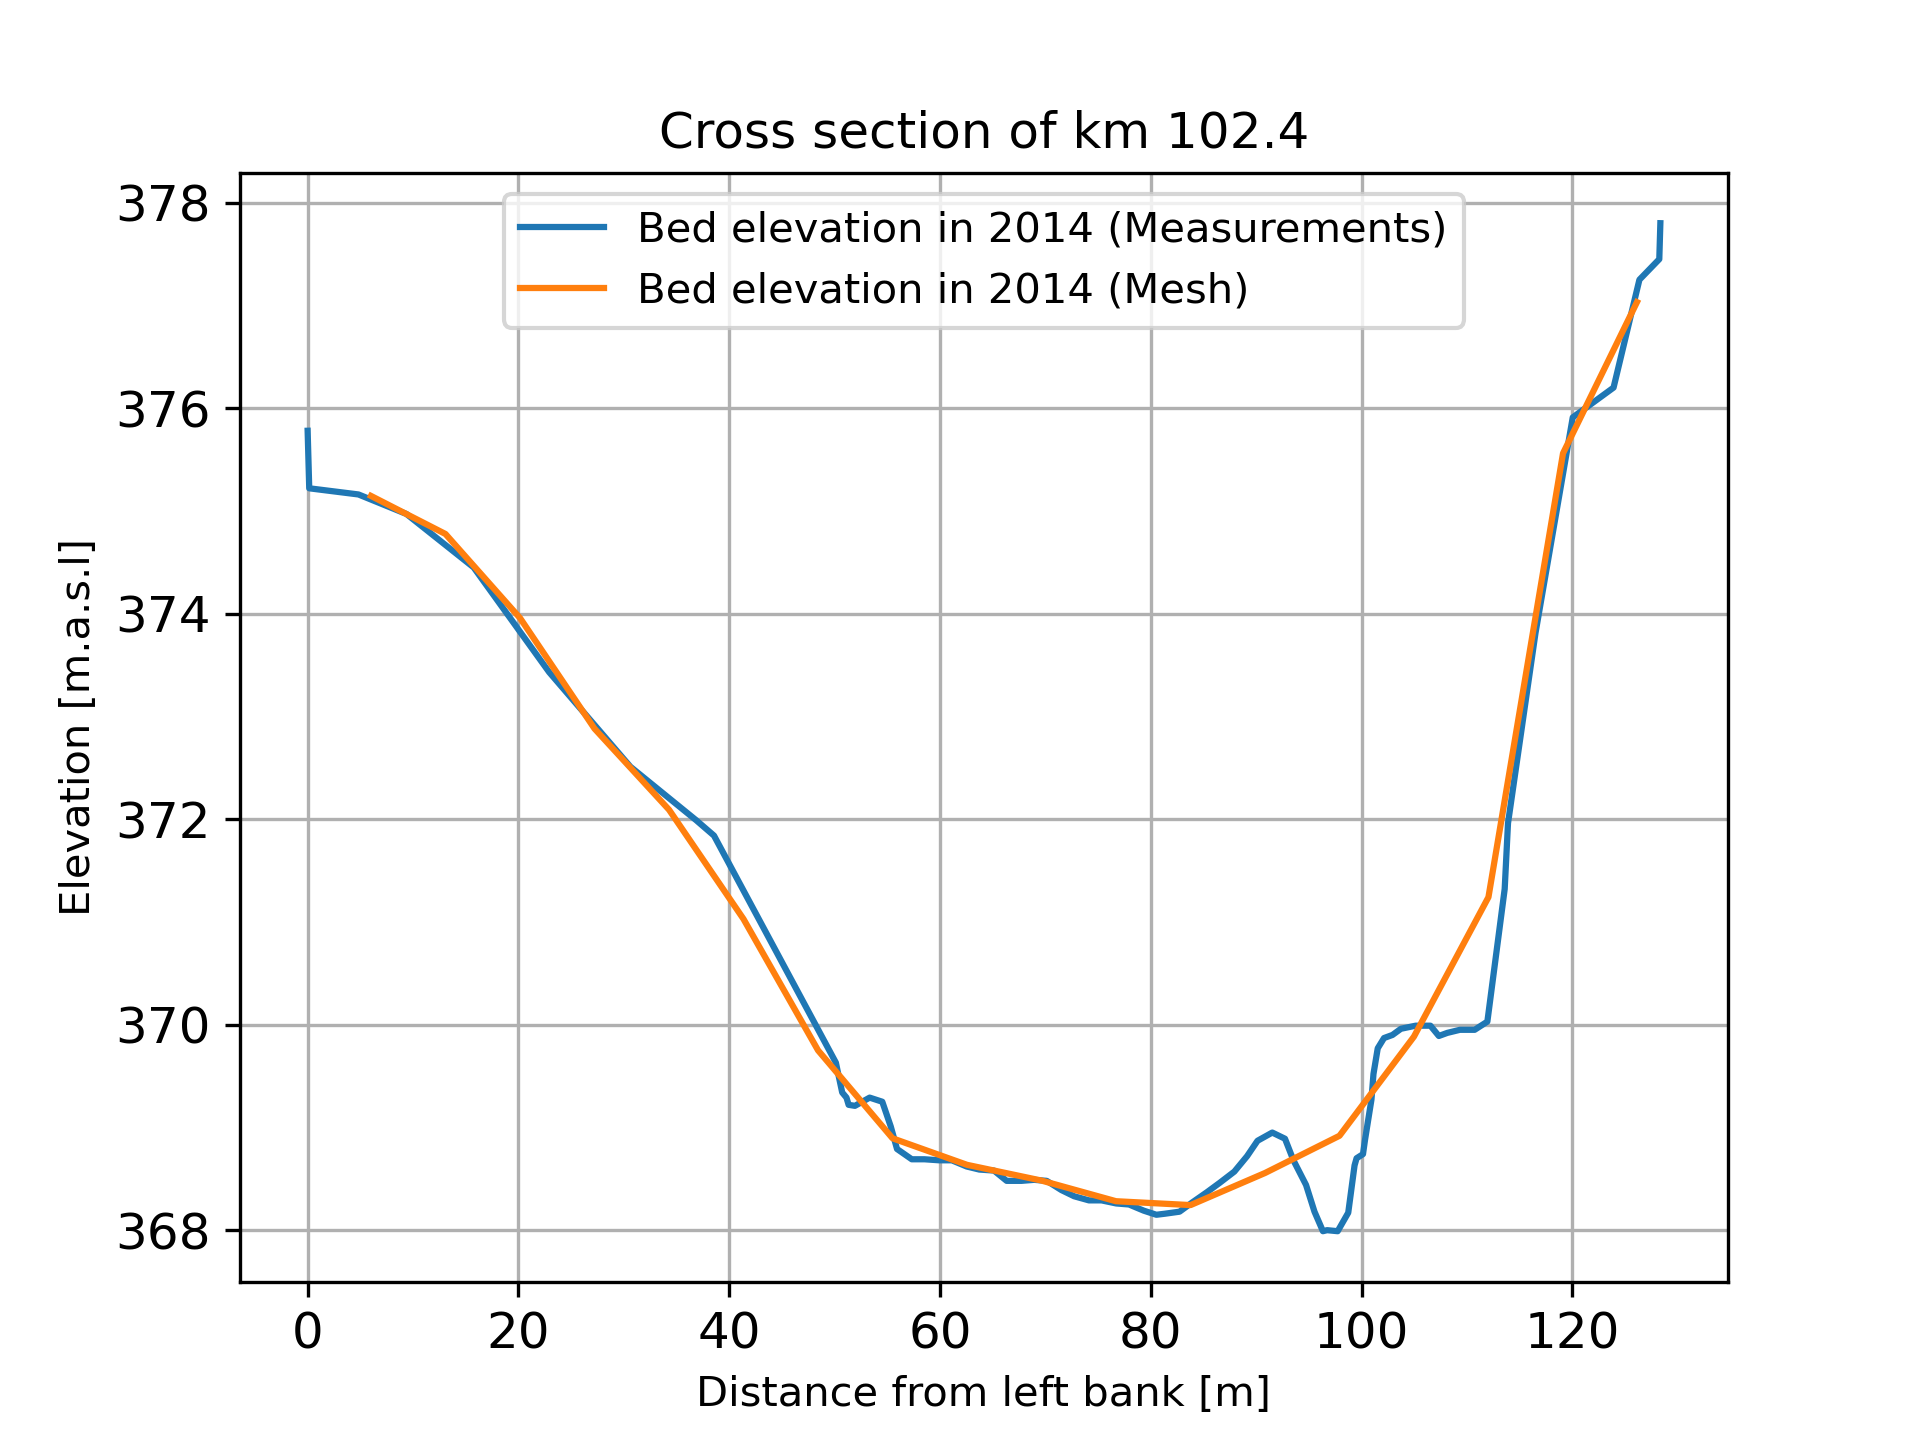 Cross section of km 102.4
Bed elevation in 2014 (Measurements)
Bed elevation in 2014 (Mesh)
378
376
374
372
370
368
Elevation [m.a.s.l]
0 20 40 60 80 100 120
Distance from left bank [m]